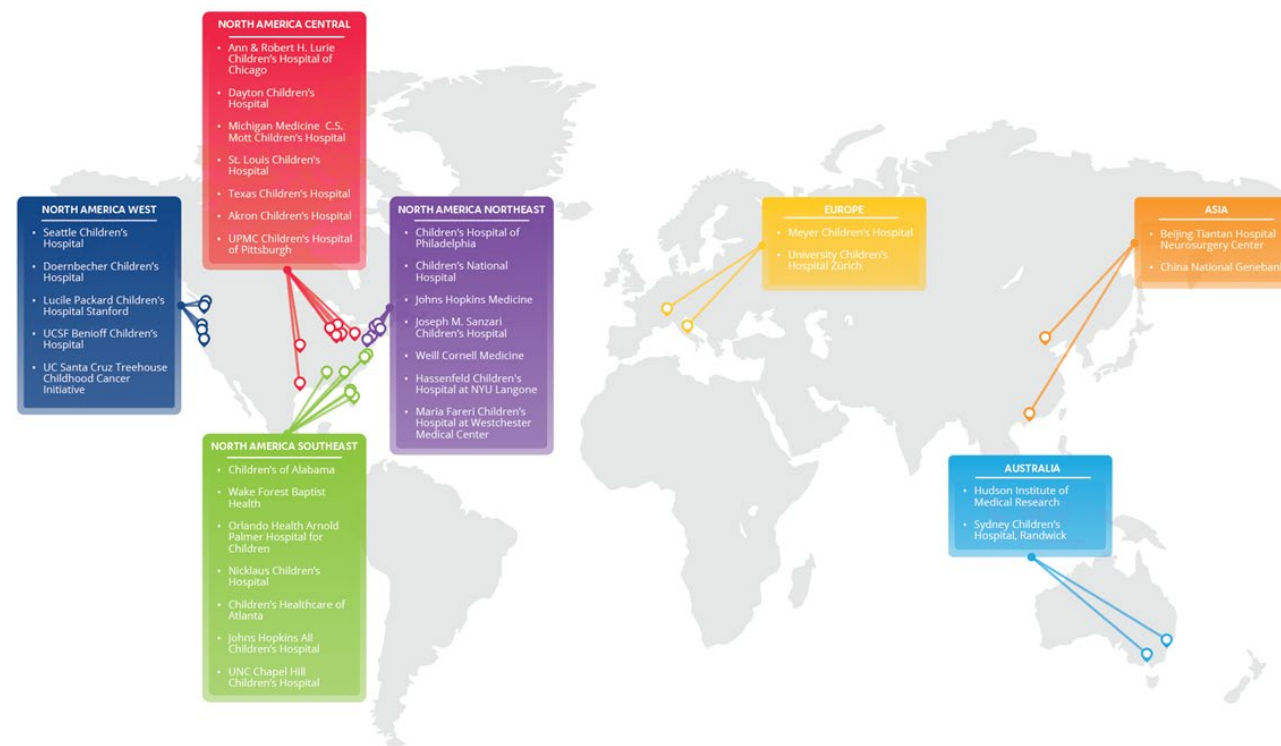 NORTH AMERICA CENTRAL
• Ann & Robert H. Lurie
Children's Hospital of
Chicago
• Dayton Children's
Hospital
• Michigan Medicine C.S.
Mott Children's Hospital
• St. Louis Children's
Hospital
• Texas Children's Hospital
• Akron Children's Hospital
• UPMC Children's Hospital
of Pittsburgh
NORTH AMERICA WEST
• Seattle Children's
Hospital
• Doernbecher Children's
Hospital
• Lucile Packard Children's
Hospital Stanford
• UCSF Benioff Children's
Hospital
• UC Santa Cruz Treehouse
Childhood Cancer
Initiative
NORTH AMERICA NORTHEAST
• Children's Hospital of
Philadelphia
• Children's National
Hospital
• Johns Hopkins Medicine
• Joseph M. Sanzari
Children's Hospital
• Weill Cornell Medicine
• Hassenfeld Children's
Hospital at NYU Langone
• Maria Fareri Children's
Hospital at Westchester
Medical Center
EUROPE
• Meyer Children's Hospital
• University Children's
Hospital Zürich
ASIA
• Beijing Tiantan Hospital
Neurosurgery Center
• China National Genebank
NORTH AMERICA SOUTHEAST
• Children's of Alabama
• Wake Forest Baptist
Health
• Orlando Health Arnold
Palmer Hospital for
Children
• Nicklaus Children's
Hospital
• Children's Healthcare of
Atlanta
• Johns Hopkins All
Children's Hospital
• UNC Chapel Hill
Children's Hospital
AUSTRALIA
• Hudson Institute of
Medical Research
• Sydney Children's
Hospital, Randwick